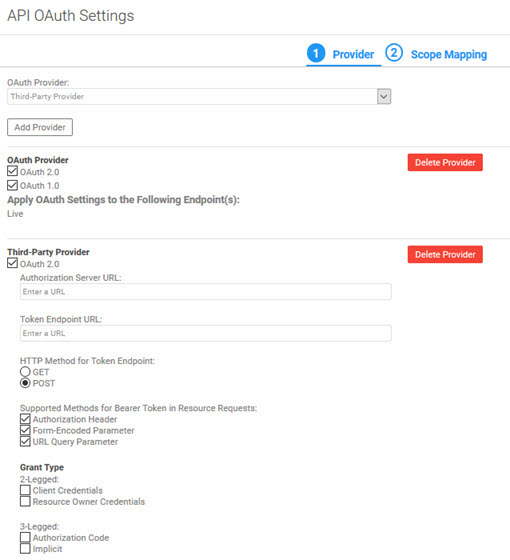 API OAuth Settings
1 Provider 2 Scope Mapping
OAuth Provider:
Third-Party Provider
Add Provider
OAuth Provider
Delete Provider
OAuth 2.0
OAuth 1.0
Apply OAuth Settings to the Following Endpoint(s):
Live
Third-Party Provider
Delete Provider
OAuth 2.0
Authorization Server URL:
Enter a URL
Token Endpoint URL:
Enter a URL
HTTP Method for Token Endpoint:
GET
POST
Supported Methods for Bearer Token in Resource Requests:
Authorization Header
Form-Encoded Parameter
URL Query Parameter
Grant Type
2-Legged:
Client Credentials
Resource Owner Credentials
3-Legged:
Authorization Code
Implicit